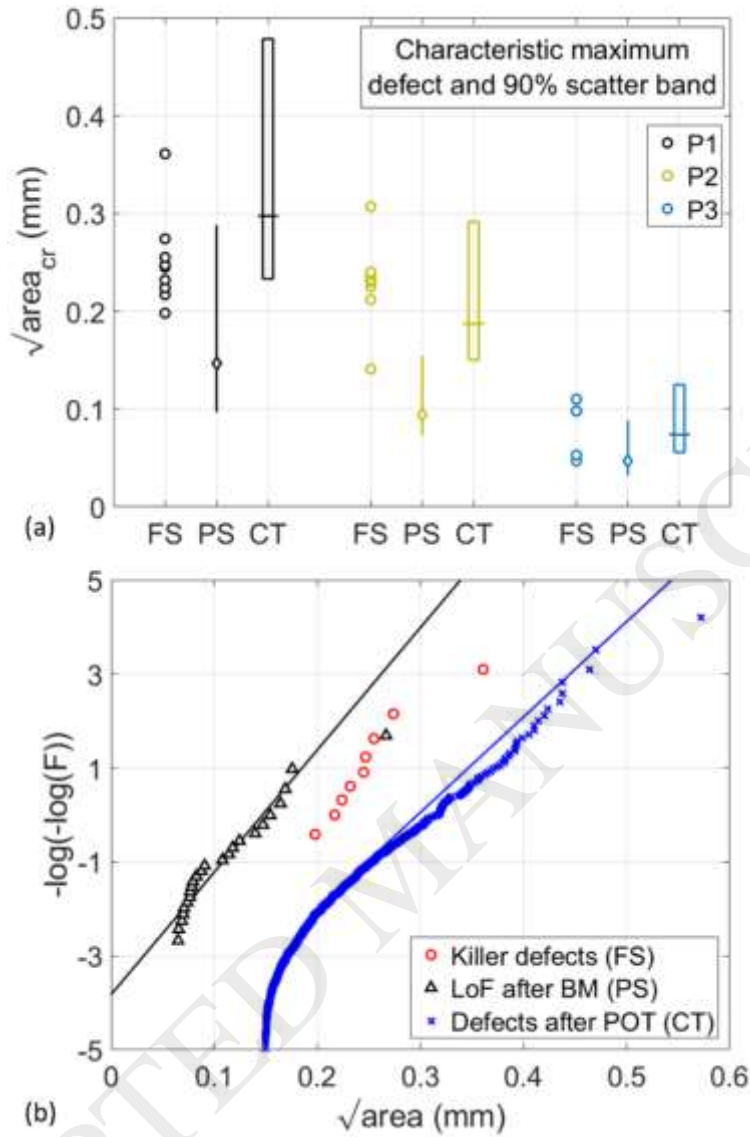 0.5
Characteristic maximum
defect and 90% scatter band
0.4
P1
P2
P3
0.3
√area_cr (mm)
0.2
0.1
0
(a)
FS PS CT FS PS CT FS PS CT
5
3
1
-log(-log(F))
-1
-3
Killer defects (FS)
LoF after BM (PS)
Defects after POT (CT)
-5
0 0.1 0.2 0.3 0.4 0.5 0.6
(b)
√area (mm)
TED MANUSC